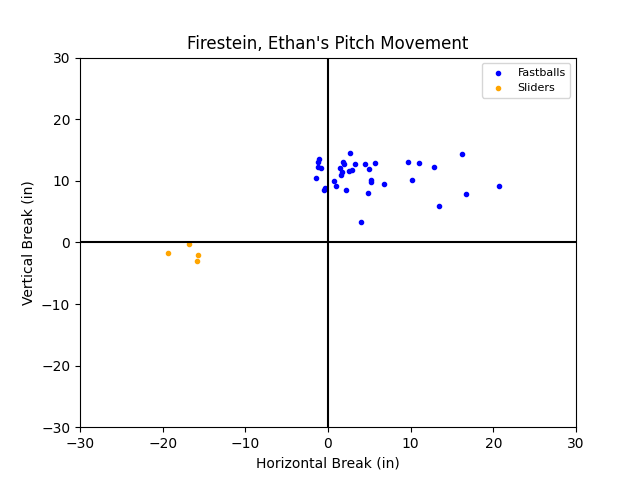 Firestein, Ethan's Pitch Movement
Fastballs
Sliders
Vertical Break (in)
30
20
10
0
−10
−20
−30
−30
−20
−10
0
10
20
30
Horizontal Break (in)